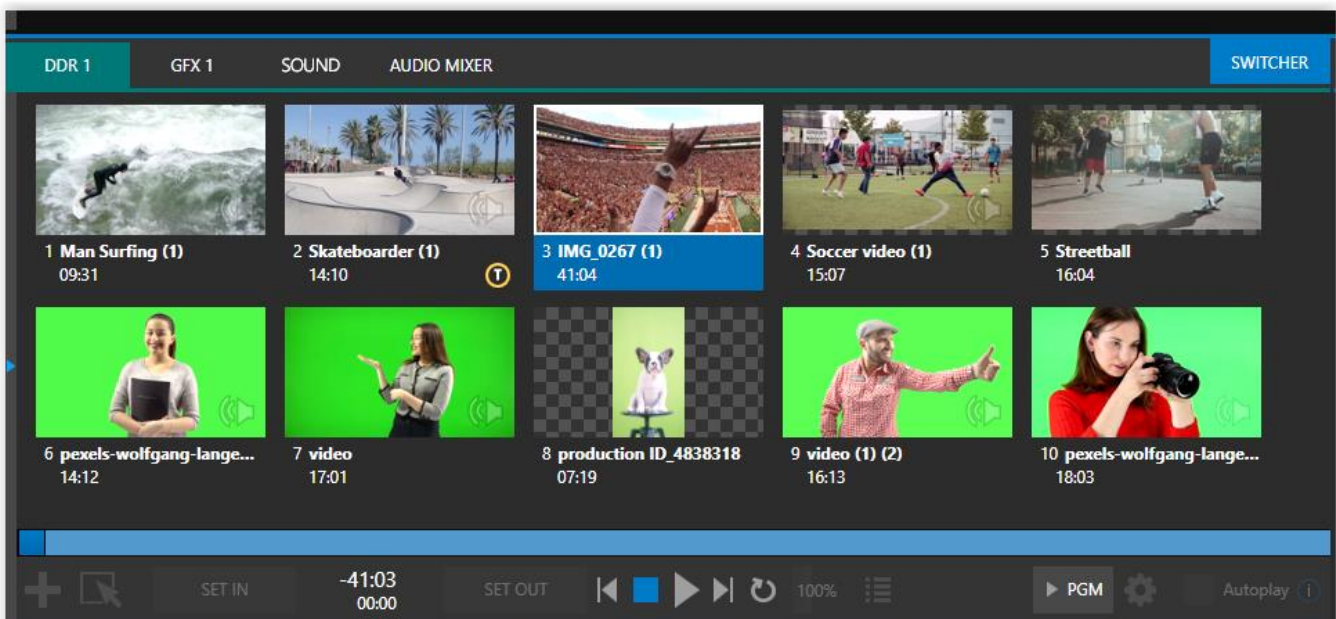 DDR 1 GFX 1 SOUND AUDIO MIXER SWITCHER
1 Man Surfing (1)
09:31
2 Skateboarder (1)
14:10
T
3 IMG_0267 (1)
41:04
4 Soccer video (1)
15:07
5 Streetball
16:04
6 pexels-wolfgang-lange...
14:12
7 video
17:01
8 production ID_4838318
07:19
9 video (1) (2)
16:13
10 pexels-wolfgang-lange...
18:03
SET IN
-41:03
00:00
SET OUT
100%
PGM
Autoplay i